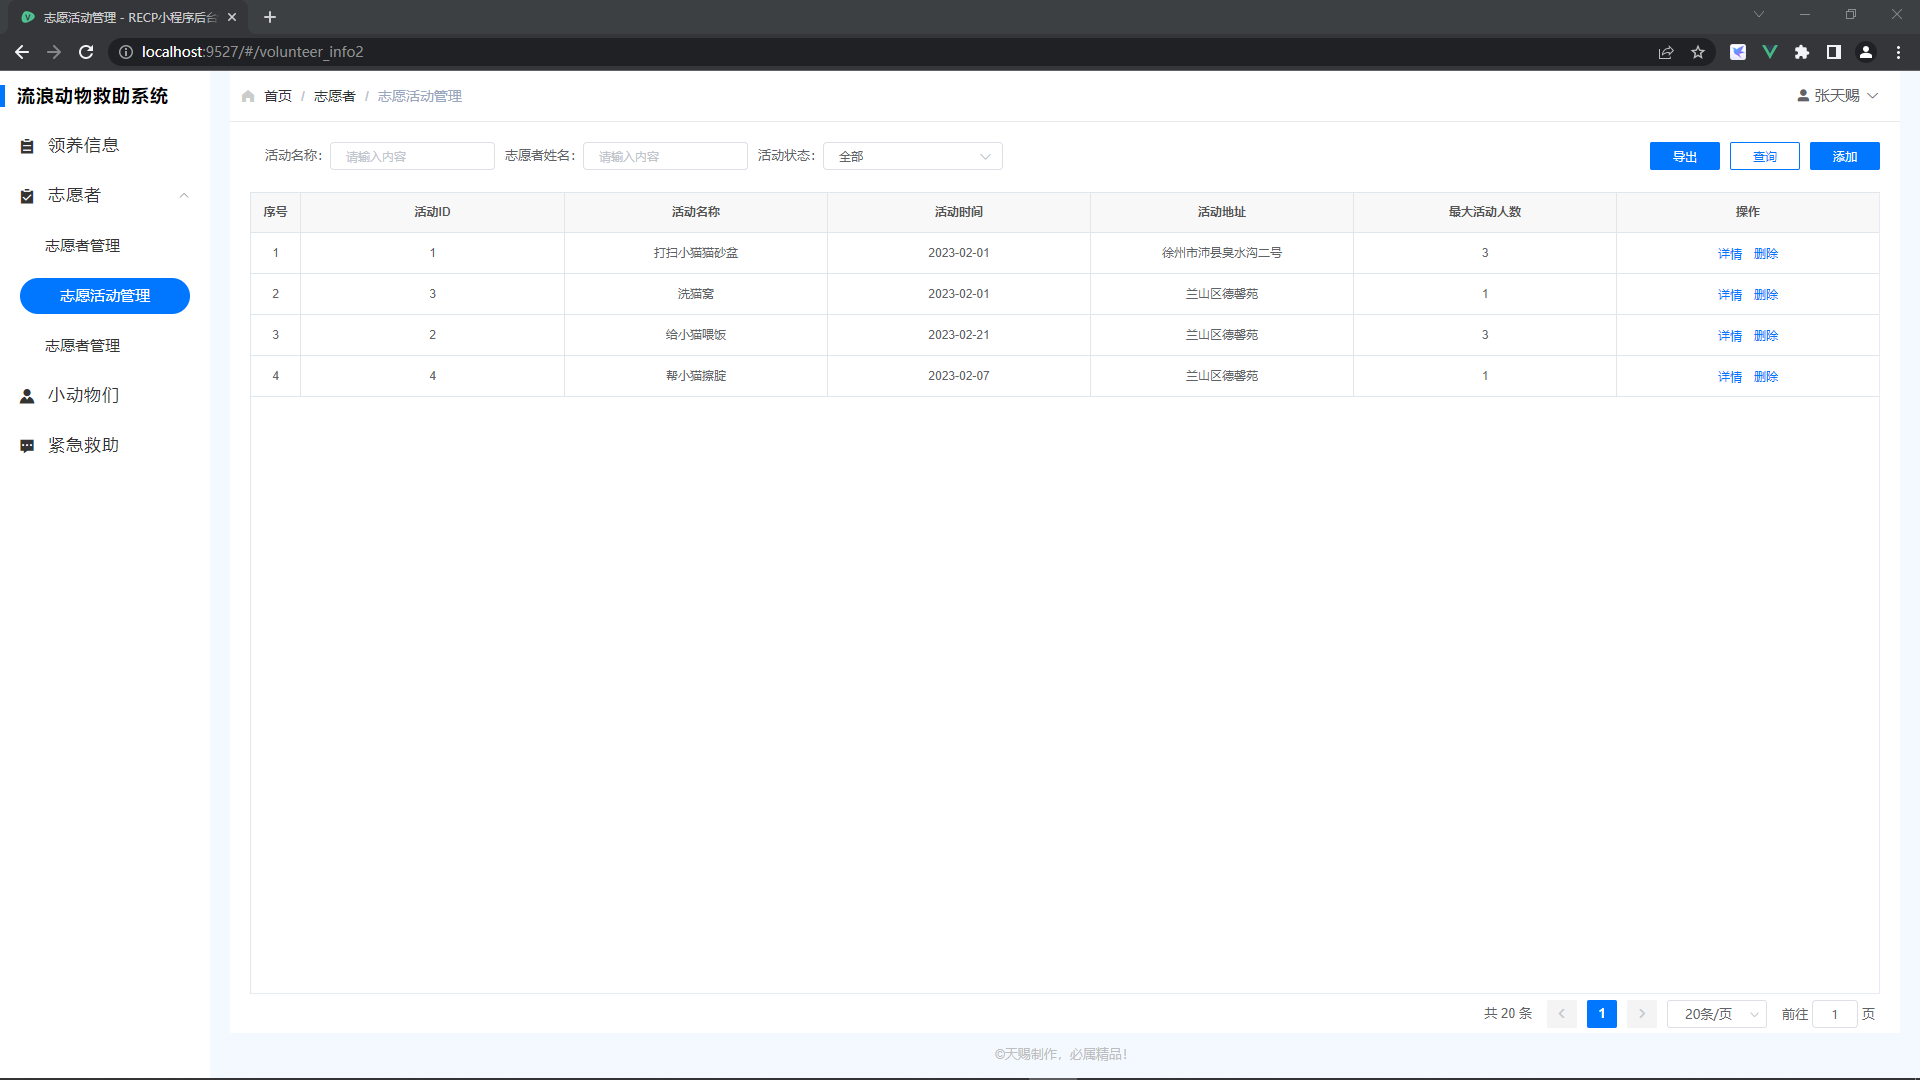 志愿活动管理 - RECP小程序后台
localhost:9527/#/volunteer_info2
流浪动物救助系统
领养信息
志愿者
志愿者管理
志愿活动管理
志愿者管理
小动物们
紧急救助
首页 / 志愿者 / 志愿活动管理
张天赐
活动名称: 请输入内容 志愿者姓名: 请输入内容 活动状态: 全部 导出 查询 添加
序号 活动ID 活动名称 活动时间 活动地址 最大活动人数 操作
1 1 打扫小猫猫砂盆 2023-02-01 徐州市沛县臭水沟二号 3 详情 删除
2 3 洗猫窝 2023-02-01 兰山区德馨苑 1 详情 删除
3 2 给小猫喂饭 2023-02-21 兰山区德馨苑 3 详情 删除
4 4 帮小猫擦腚 2023-02-07 兰山区德馨苑 1 详情 删除
共 20 条 1 20条/页 前往 1 页
©天赐制作，必属精品！